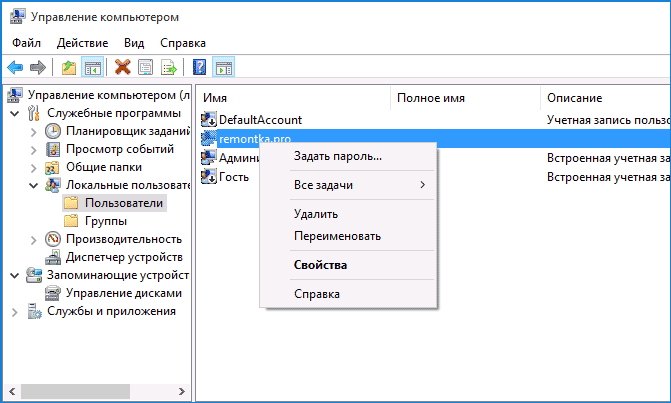 Управление компьютером
Файл Действие Вид Справка
Управление компьютером (л
Служебные программы
Планировщик заданий
Просмотр событий
Общие папки
Локальные пользовате
Пользователи
Группы
Производительность
Диспетчер устройств
Запоминающие устройст
Управление дисками
Службы и приложения
Имя Полное имя Описание
DefaultAccount Учетная запись пользо
remontka.pro
Админи Встроенная учетная за
Гость Встроенная учетная за
Задать пароль...
Все задачи
Удалить
Переименовать
Свойства
Справка